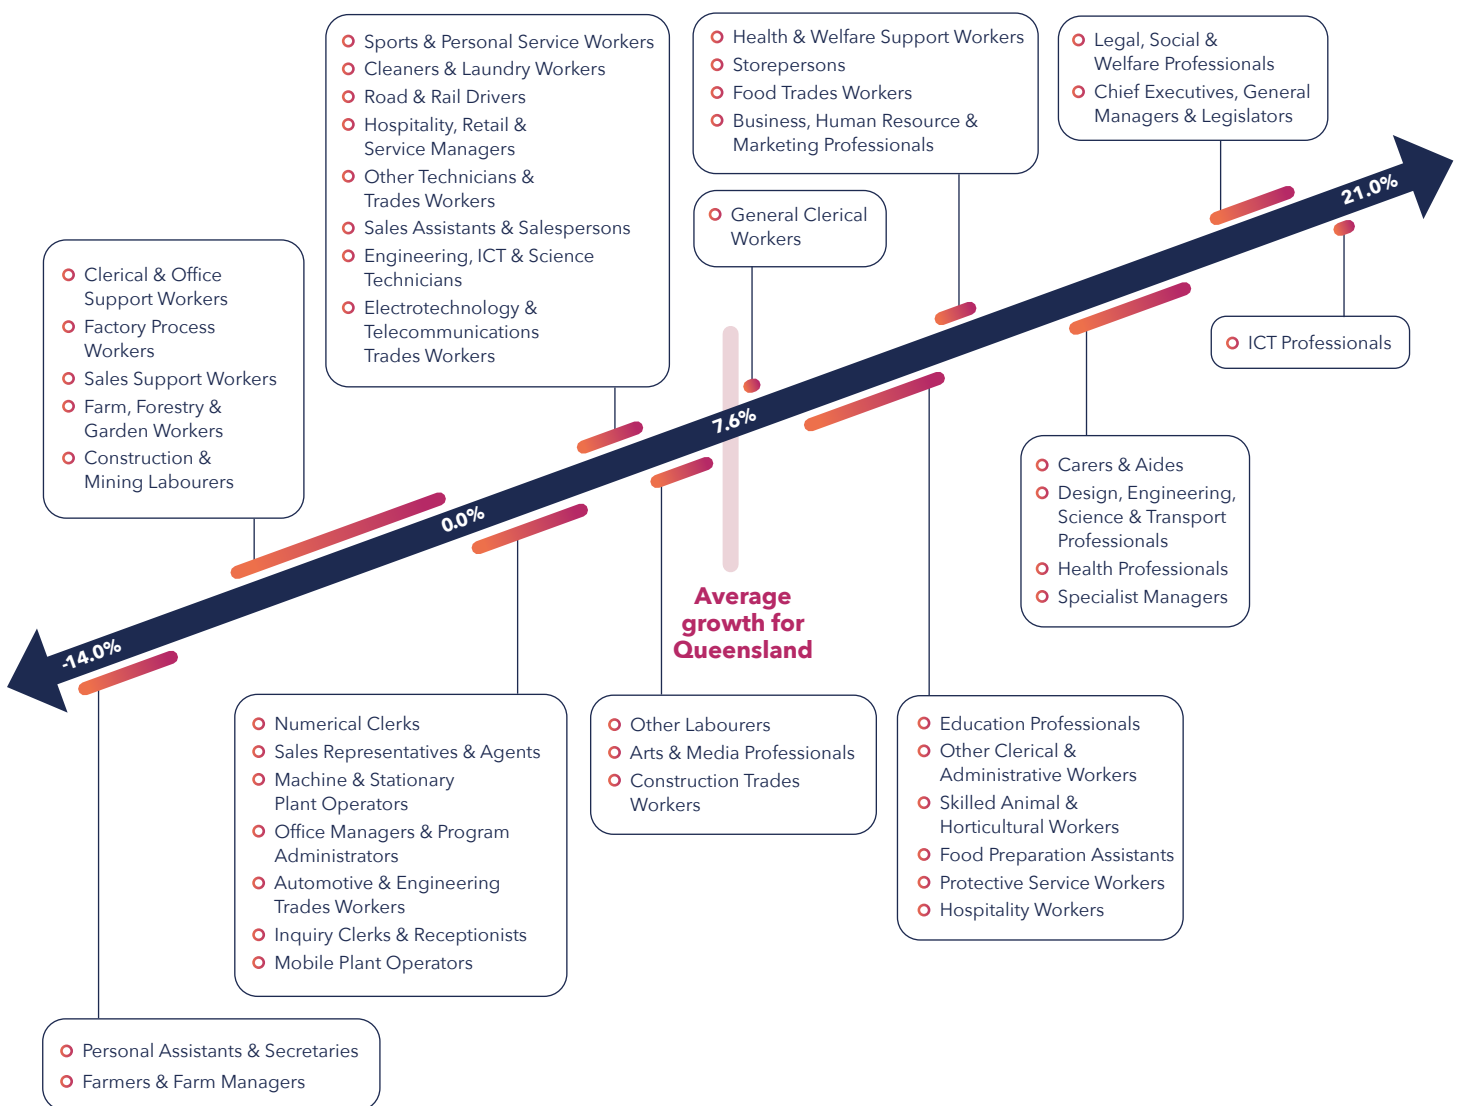 Sports & Personal Service Workers
Cleaners & Laundry Workers
Road & Rail Drivers
Hospitality, Retail &
Service Managers
Other Technicians &
Trades Workers
Sales Assistants & Salespersons
Engineering, ICT & Science
Technicians
Electrotechnology &
Telecommunications
Trades Workers
Health & Welfare Support Workers
Storepersons
Food Trades Workers
Business, Human Resource &
Marketing Professionals
Legal, Social &
Welfare Professionals
Chief Executives, General
Managers & Legislators
General Clerical
Workers
Clerical & Office
Support Workers
Factory Process
Workers
Sales Support Workers
Farm, Forestry &
Garden Workers
Construction &
Mining Labourers
21.0%
7.6%
0.0%
-14.0%
ICT Professionals
Average
growth for
Queensland
Carers & Aides
Design, Engineering,
Science & Transport
Professionals
Health Professionals
Specialist Managers
Numerical Clerks
Sales Representatives & Agents
Machine & Stationary
Plant Operators
Office Managers & Program
Administrators
Automotive & Engineering
Trades Workers
Inquiry Clerks & Receptionists
Mobile Plant Operators
Other Labourers
Arts & Media Professionals
Construction Trades
Workers
Education Professionals
Other Clerical &
Administrative Workers
Skilled Animal &
Horticultural Workers
Food Preparation Assistants
Protective Service Workers
Hospitality Workers
Personal Assistants & Secretaries
Farmers & Farm Managers